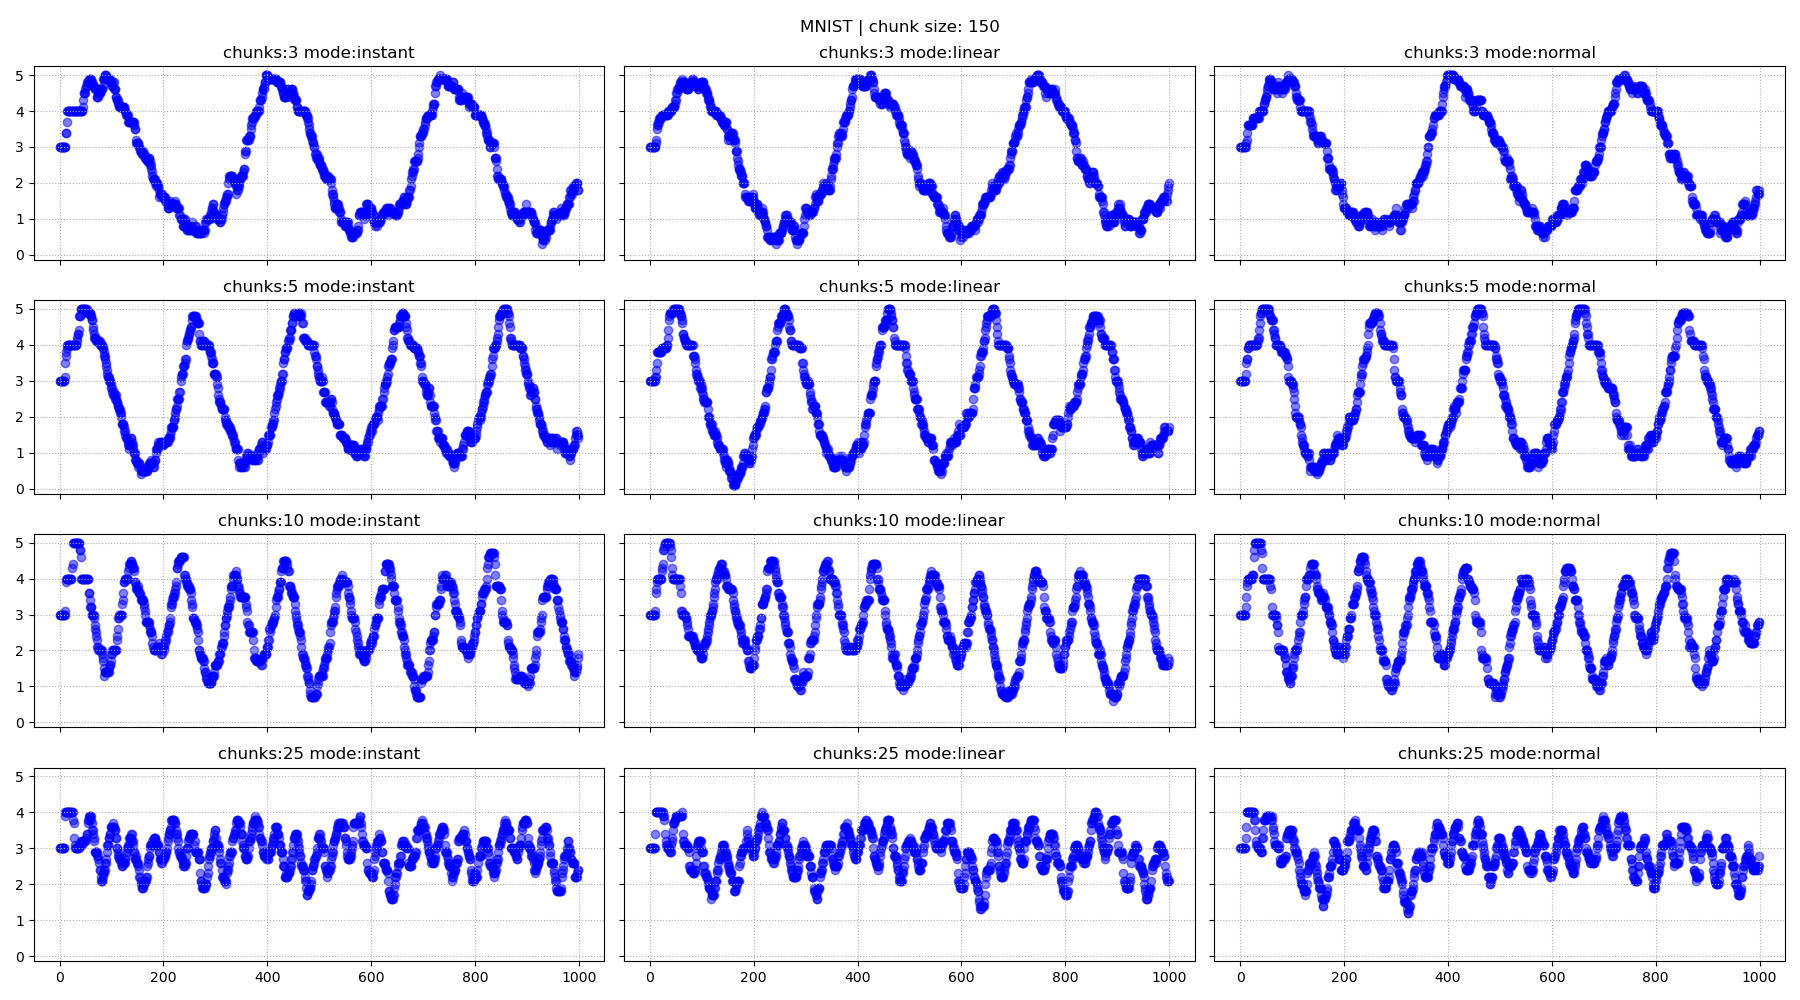 MNIST | chunk size: 150
chunks:3 mode:instant
chunks:3 mode:linear
chunks:3 mode:normal
5
4
3
2
1
0
chunks:5 mode:instant
chunks:5 mode:linear
chunks:5 mode:normal
5
4
3
2
1
0
chunks:10 mode:instant
chunks:10 mode:linear
chunks:10 mode:normal
5
4
3
2
1
0
chunks:25 mode:instant
chunks:25 mode:linear
chunks:25 mode:normal
5
4
3
2
1
0
0 200 400 600 800 1000
0 200 400 600 800 1000
0 200 400 600 800 1000